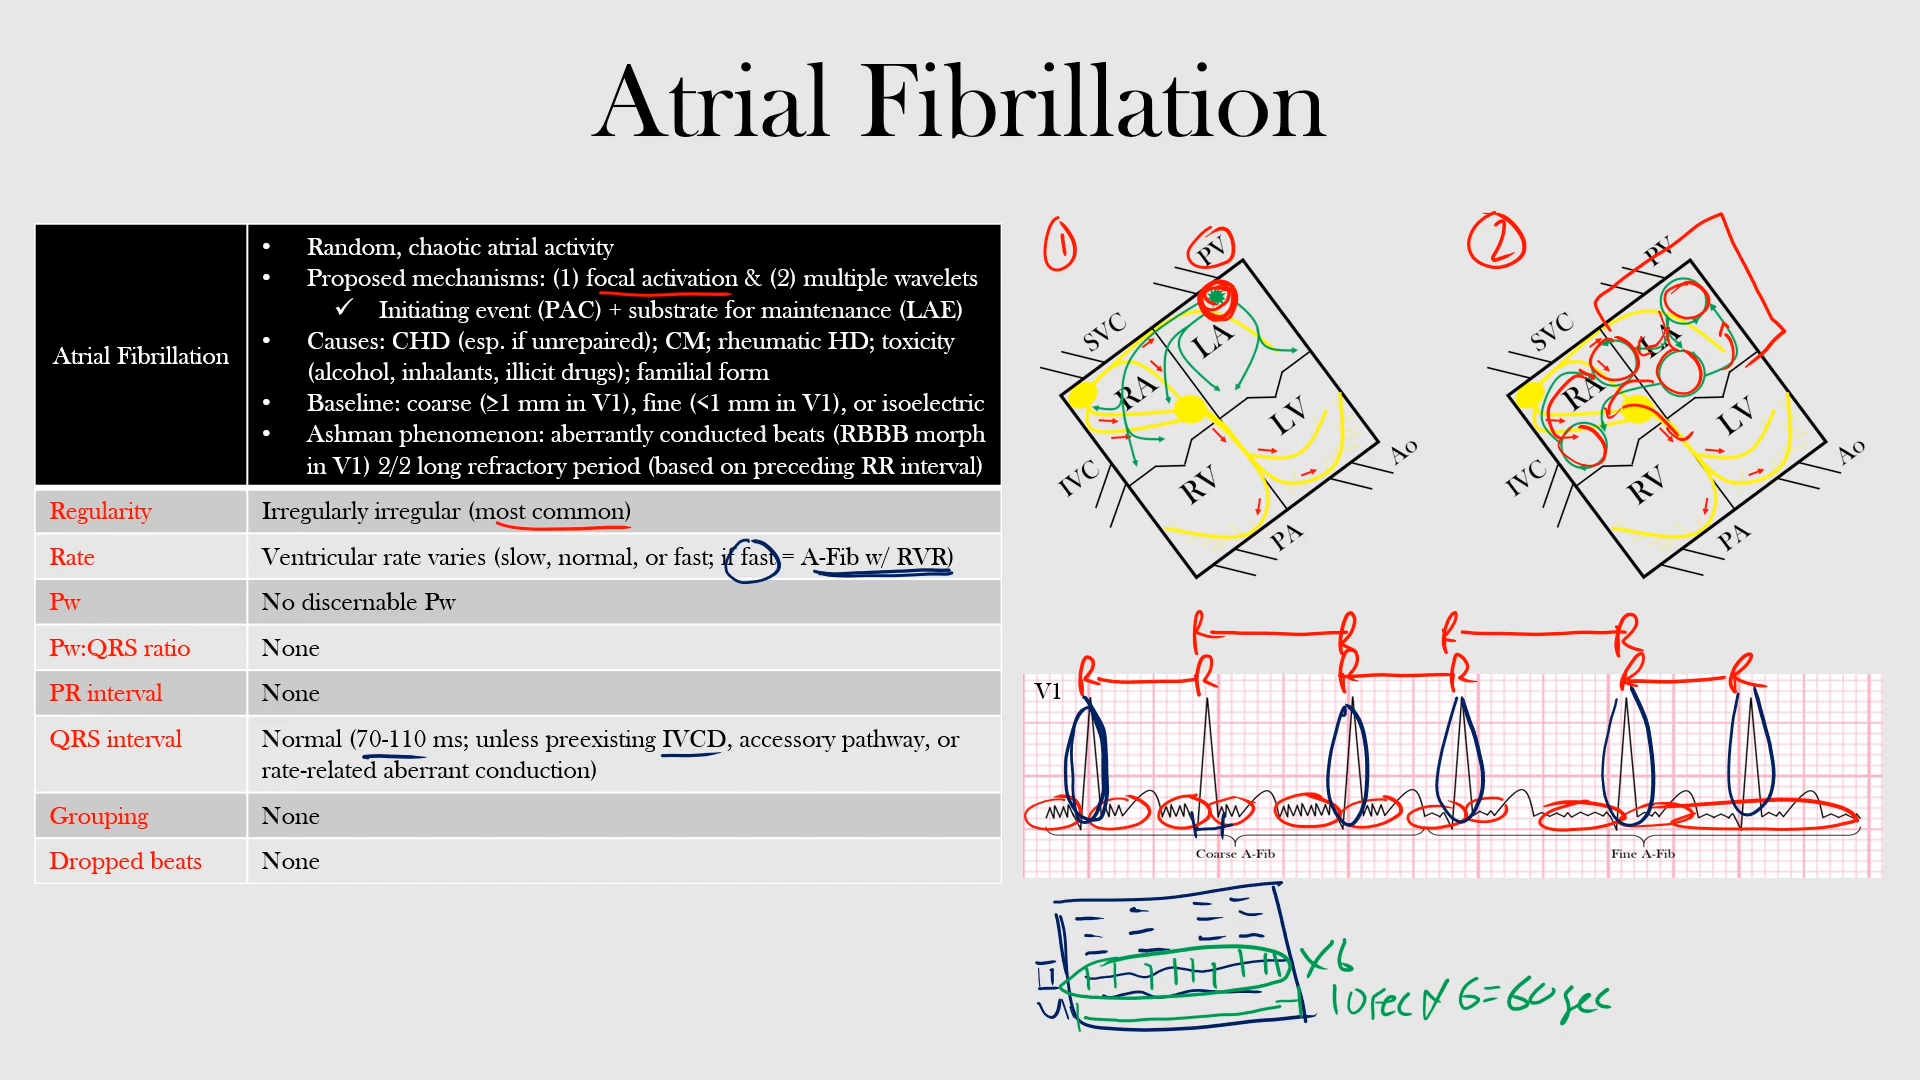 Atrial Fibrillation
Atrial Fibrillation
• Random, chaotic atrial activity
• Proposed mechanisms: (1) focal activation & (2) multiple wavelets
✓ Initiating event (PAC) + substrate for maintenance (LAE)
• Causes: CHD (esp. if unrepaired); CM; rheumatic HD; toxicity
(alcohol, inhalants, illicit drugs); familial form
• Baseline: coarse (≥1 mm in V1), fine (<1 mm in V1), or isoelectric
• Ashman phenomenon: aberrantly conducted beats (RBBB morph
in V1) 2/2 long refractory period (based on preceding RR interval)
Regularity Irregularly irregular (most common)
Rate Ventricular rate varies (slow, normal, or fast; if fast = A-Fib w/ RVR)
Pw No discernable Pw
Pw:QRS ratio None
PR interval None
QRS interval Normal (70-110 ms; unless preexisting IVCD, accessory pathway, or
rate-related aberrant conduction)
Grouping None
Dropped beats None
1
PV
SVC
LA
RA
LV
IVC
RV
Ao
PA
2
PV
SVC
LA
RA
LV
IVC
RV
Ao
PA
R R R R
R R R R R R
V1
Coarse A-Fib
Fine A-Fib
II
X6
10 sec x 6 = 60 sec